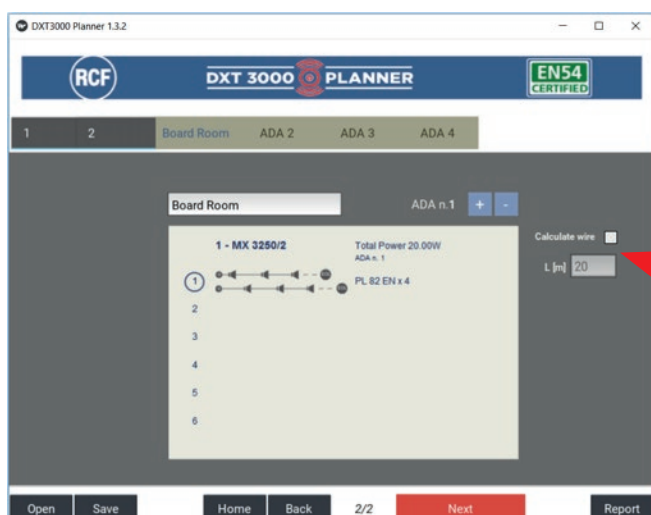 DXT3000 Planner 1.3.2
RCF
DXT 3000 PLANNER
EN54
CERTIFIED
1 2 Board Room ADA 2 ADA 3 ADA 4
Board Room ADA n.1 + -
1 - MX 3250/2 Total Power 20.00W
ADA n. 1
PL 82 EN x 4
1
2
3
4
5
6
Calculate wire
L [m] 20
Open Save Home Back 2/2 Next Report